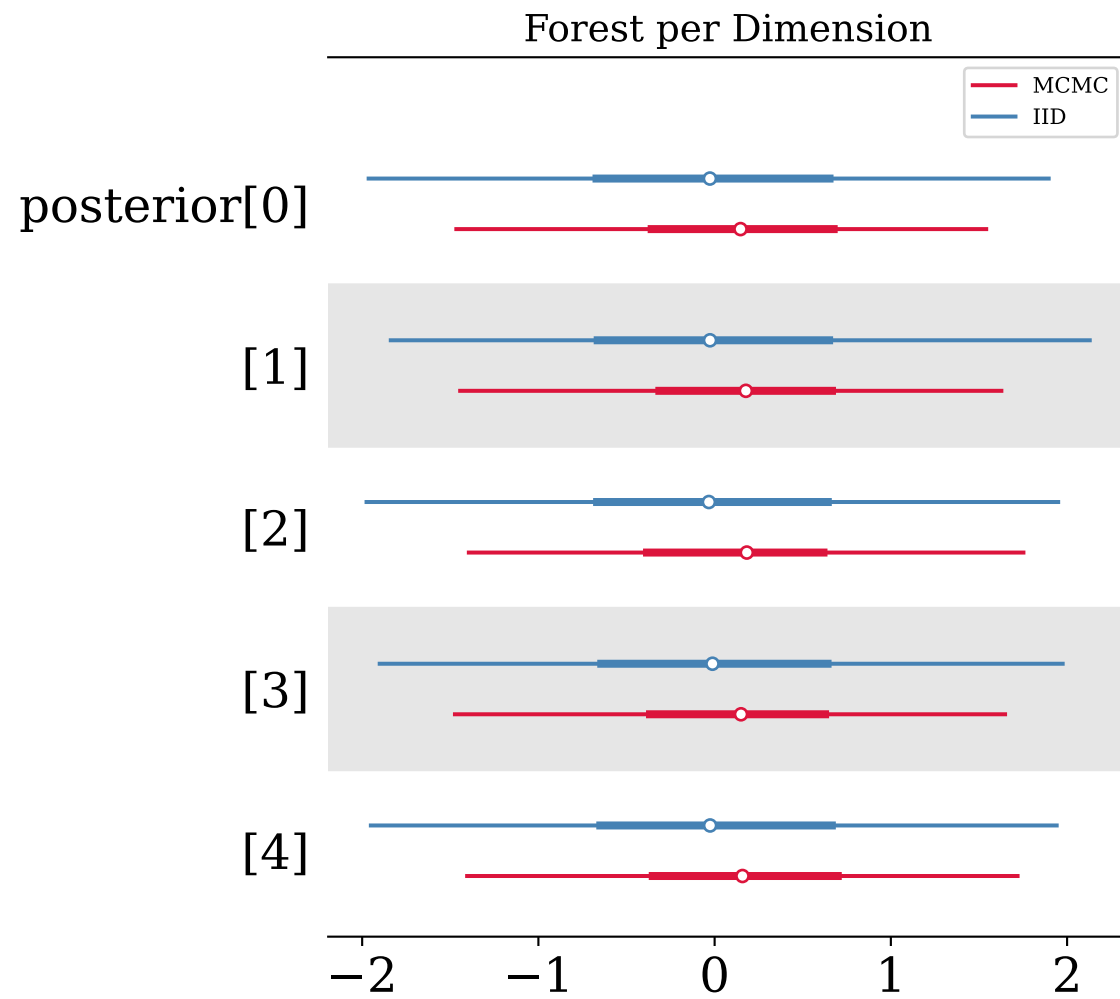 Forest per Dimension
MCMC
IID
posterior[0]
[1]
[2]
[3]
[4]
−2 −1 0 1 2